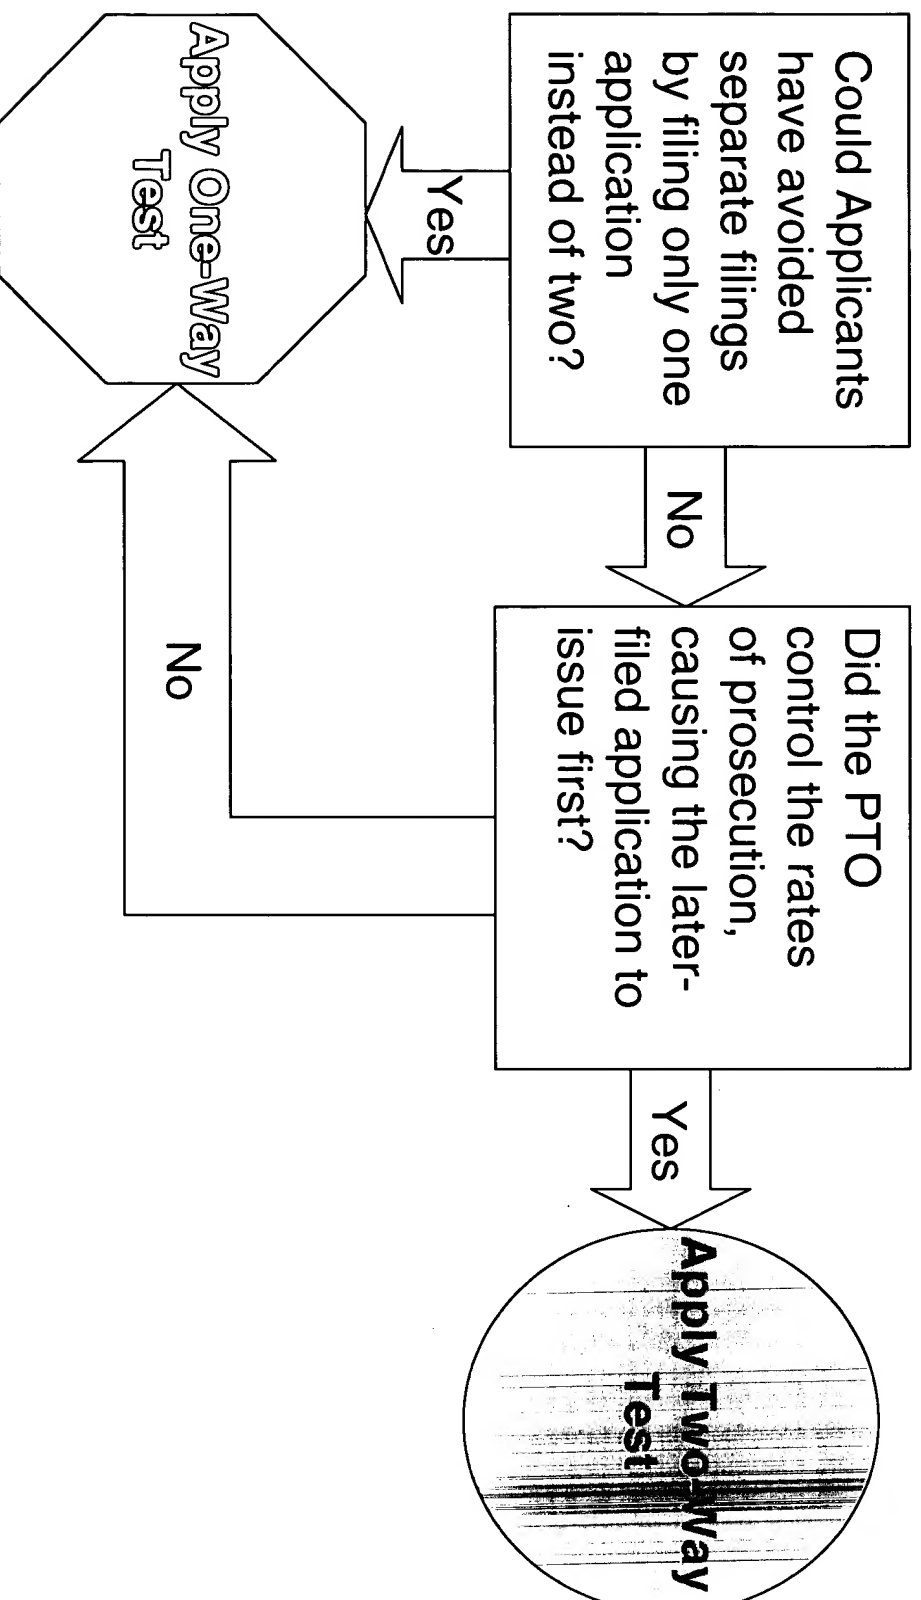 Could Applicants
have avoided
separate filings
by filing only one
application
instead of two?
No
Did the PTO
control the rates
of prosecution,
causing the later-
filed application to
issue first?
Yes
Apply Two-Way
Test
Yes
Apply One-Way
Test
No